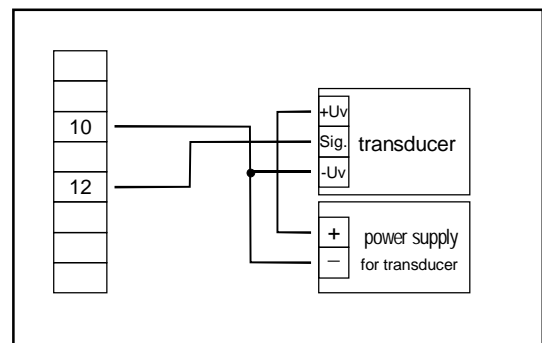 10
12
+Uv
Sig.
-Uv
transducer
+
–
power supply
for transducer